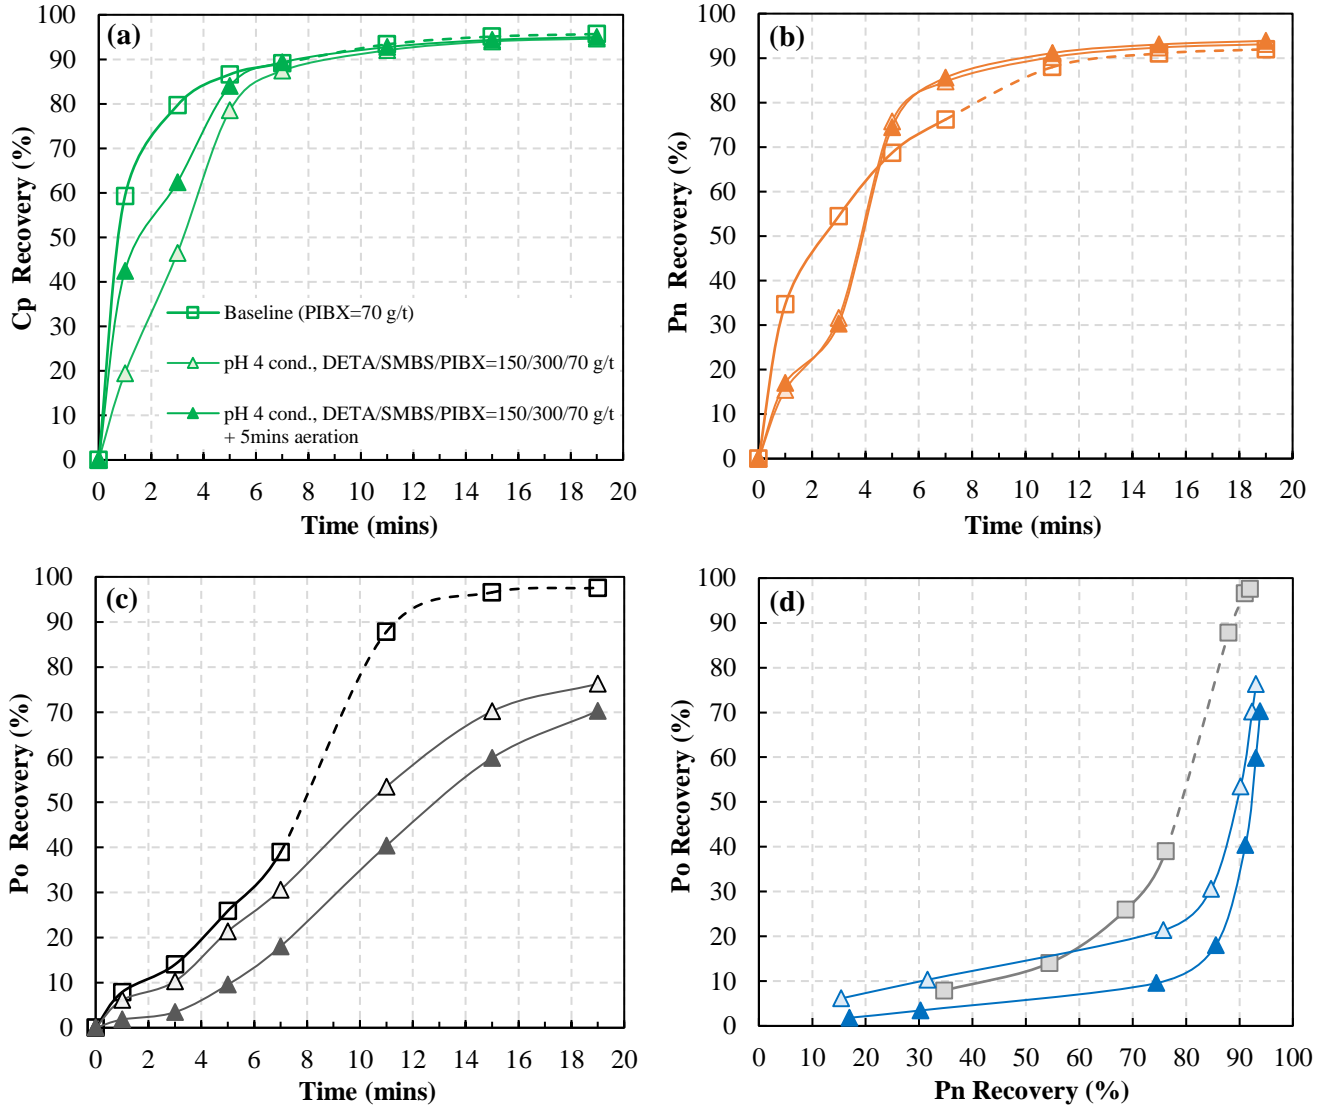 (a)
100
90
80
70
60
50
40
30
20
10
0
Cp Recovery (%)
Baseline (PIBX=70 g/t)
pH 4 cond., DETA/SMBS/PIBX=150/300/70 g/t
pH 4 cond., DETA/SMBS/PIBX=150/300/70 g/t
+ 5mins aeration
0 2 4 6 8 10 12 14 16 18 20
Time (mins)
(b)
100
90
80
70
60
50
40
30
20
10
0
Pn Recovery (%)
0 2 4 6 8 10 12 14 16 18 20
Time (mins)
(c)
100
90
80
70
60
50
40
30
20
10
0
Po Recovery (%)
0 2 4 6 8 10 12 14 16 18 20
Time (mins)
(d)
100
90
80
70
60
50
40
30
20
10
0
Po Recovery (%)
0 10 20 30 40 50 60 70 80 90 100
Pn Recovery (%)